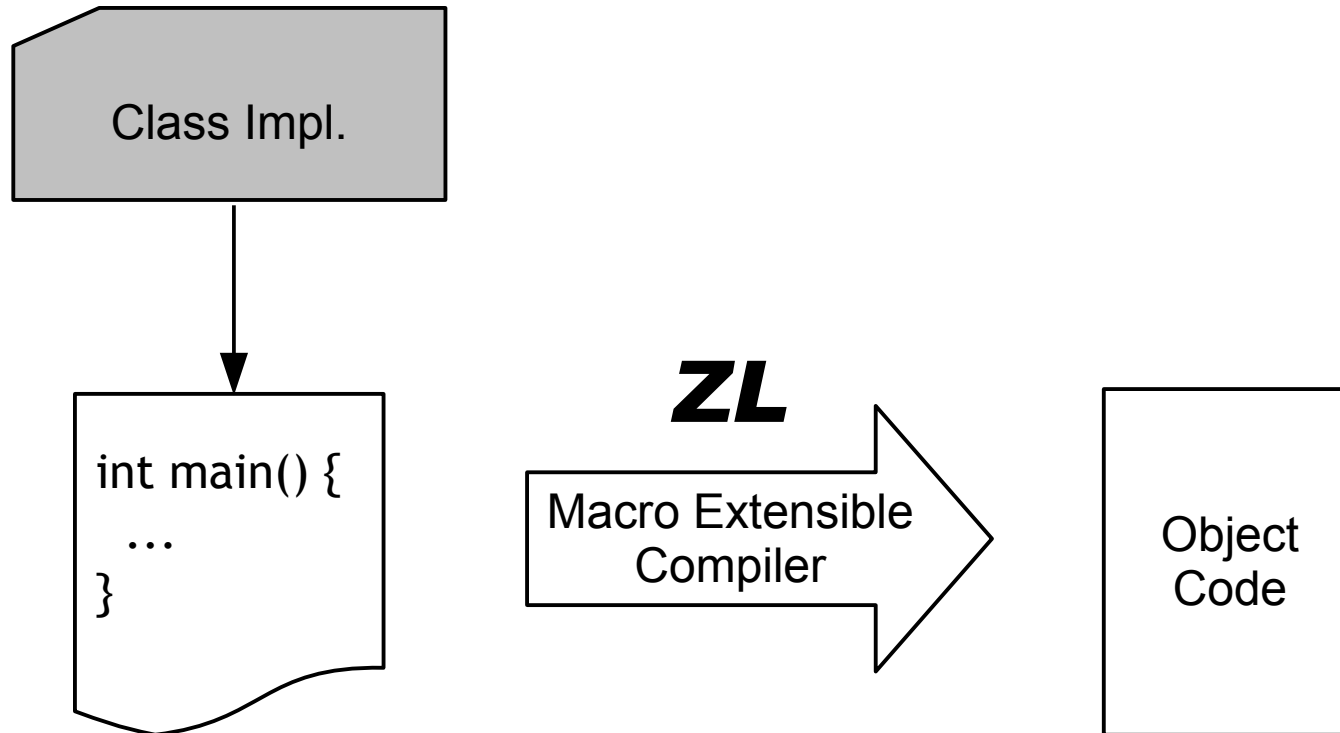 Class Impl.
int main() {
...
}
ZL
Macro Extensible
Compiler
Object
Code